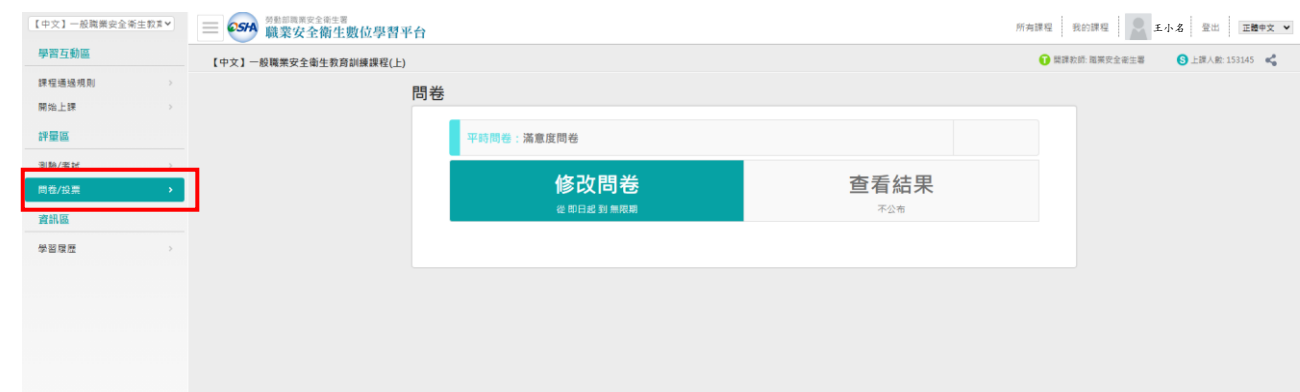 【中文】一般職業安全衛生教育
勞動部職業安全衛生署
職業安全衛生數位學習平台
所有課程
我的課程
王小名
登出
正體中文
學習互動區
課程通過規則
開始上課
評量區
測驗/考試
問卷/投票
資訊區
學習履歷
【中文】一般職業安全衛生教育訓練課程(上)
開課教師: 職業安全衛生署
上課人數: 153145
問卷
平時問卷：滿意度問卷
修改問卷
從 即日起 到 無限期
查看結果
不公布